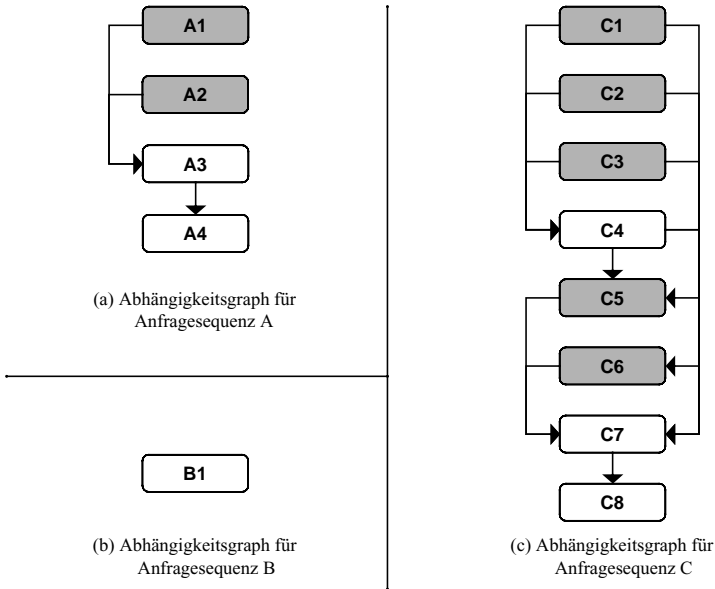 A1
A2
A3
A4
(a) Abhängigkeitsgraph für
Anfragesequenz A
B1
(b) Abhängigkeitsgraph für
Anfragesequenz B
C1
C2
C3
C4
C5
C6
C7
C8
(c) Abhängigkeitsgraph für
Anfragesequenz C